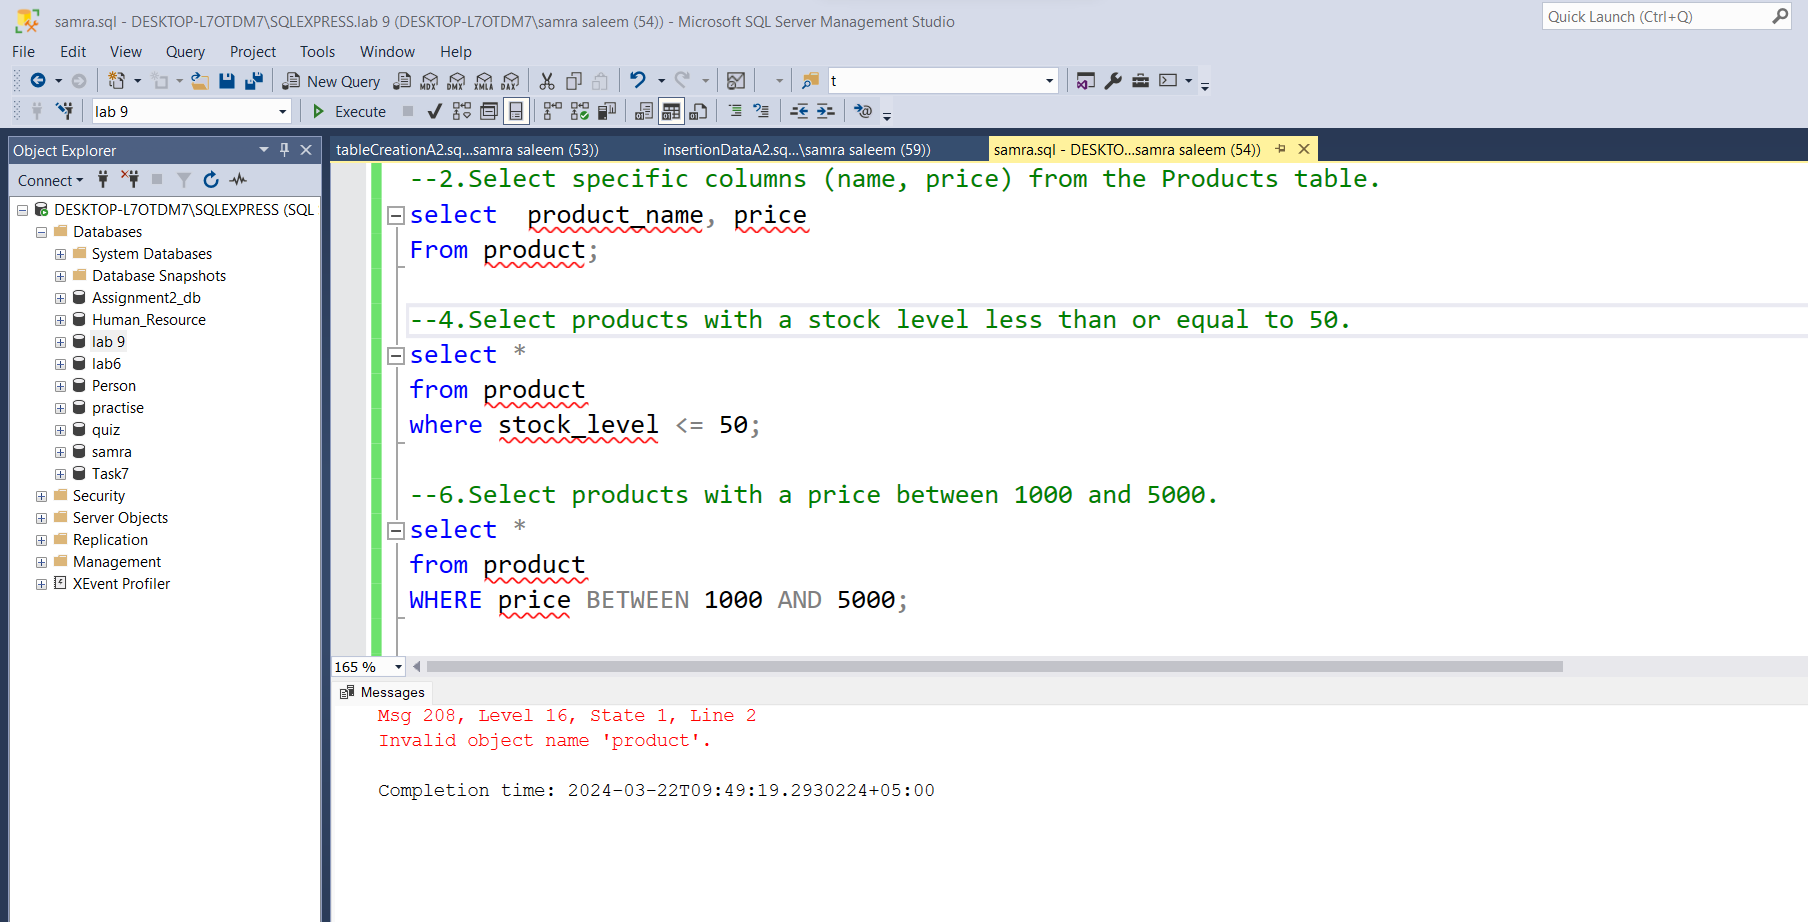 samra.sql - DESKTOP-L7OTDM7\SQLEXPRESS.lab 9 (DESKTOP-L7OTDM7\samra saleem (54)) - Microsoft SQL Server Management Studio
Quick Launch (Ctrl+Q)
File Edit View Query Project Tools Window Help
New Query MDX DMX XMLA DAX t
lab 9 Execute
Object Explorer
tableCreationA2.sq...samra saleem (53)) insertionDataA2.sq...\samra saleem (59)) samra.sql - DESKTO...samra saleem (54))
Connect
DESKTOP-L7OTDM7\SQLEXPRESS (SQL
Databases
System Databases
Database Snapshots
Assignment2_db
Human_Resource
lab 9
lab6
Person
practise
quiz
samra
Task7
Security
Server Objects
Replication
Management
XEvent Profiler
--2.Select specific columns (name, price) from the Products table.
select  product_name, price
From product;
--4.Select products with a stock level less than or equal to 50.
select *
from product
where stock_level <= 50;
--6.Select products with a price between 1000 and 5000.
select *
from product
WHERE price BETWEEN 1000 AND 5000;
165 %
Messages
Msg 208, Level 16, State 1, Line 2
Invalid object name 'product'.
Completion time: 2024-03-22T09:49:19.2930224+05:00